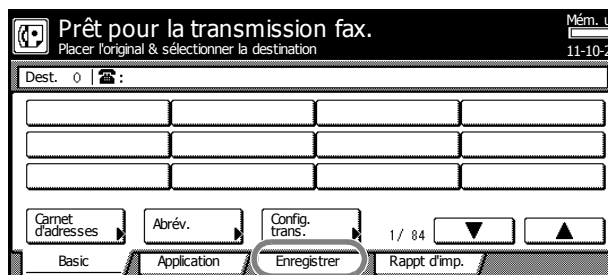 Prêt pour la transmission fax.
Mém. u
Placer l'original & sélectionner la destination
11-10-2
Dest. 0 | ☎ :
Carnet d'adresses
Abrév.
Config. trans.
1/ 84
Basic
Application
Enregistrer
Rappt d'imp.